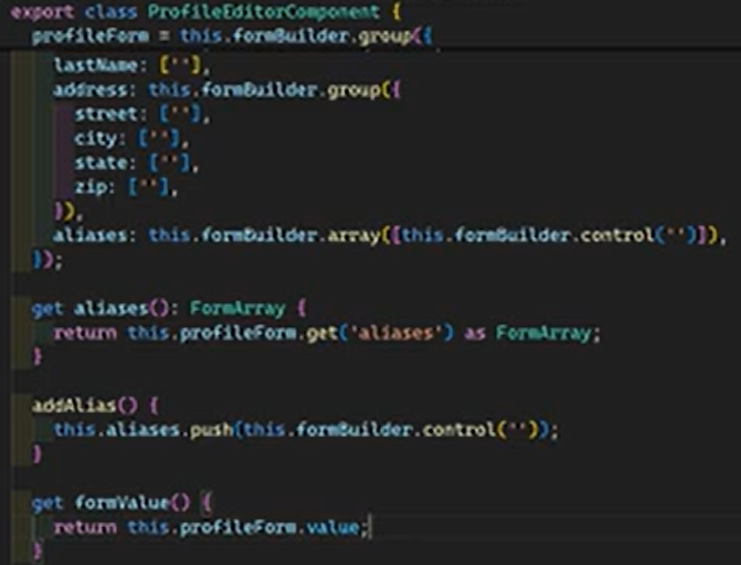 export class ProfileEditorComponent {
profileForm = this.formBuilder.group({
lastName: [''],
address: this.formBuilder.group({
street: [''],
city: [''],
state: [''],
zip: [''],
}),
aliases: this.formBuilder.array([this.formBuilder.control('')]),
});
get aliases(): FormArray {
return this.profileForm.get('aliases') as FormArray;
}
addAlias() {
this.aliases.push(this.formBuilder.control(''));
}
get formValue() {
return this.profileForm.value;
}